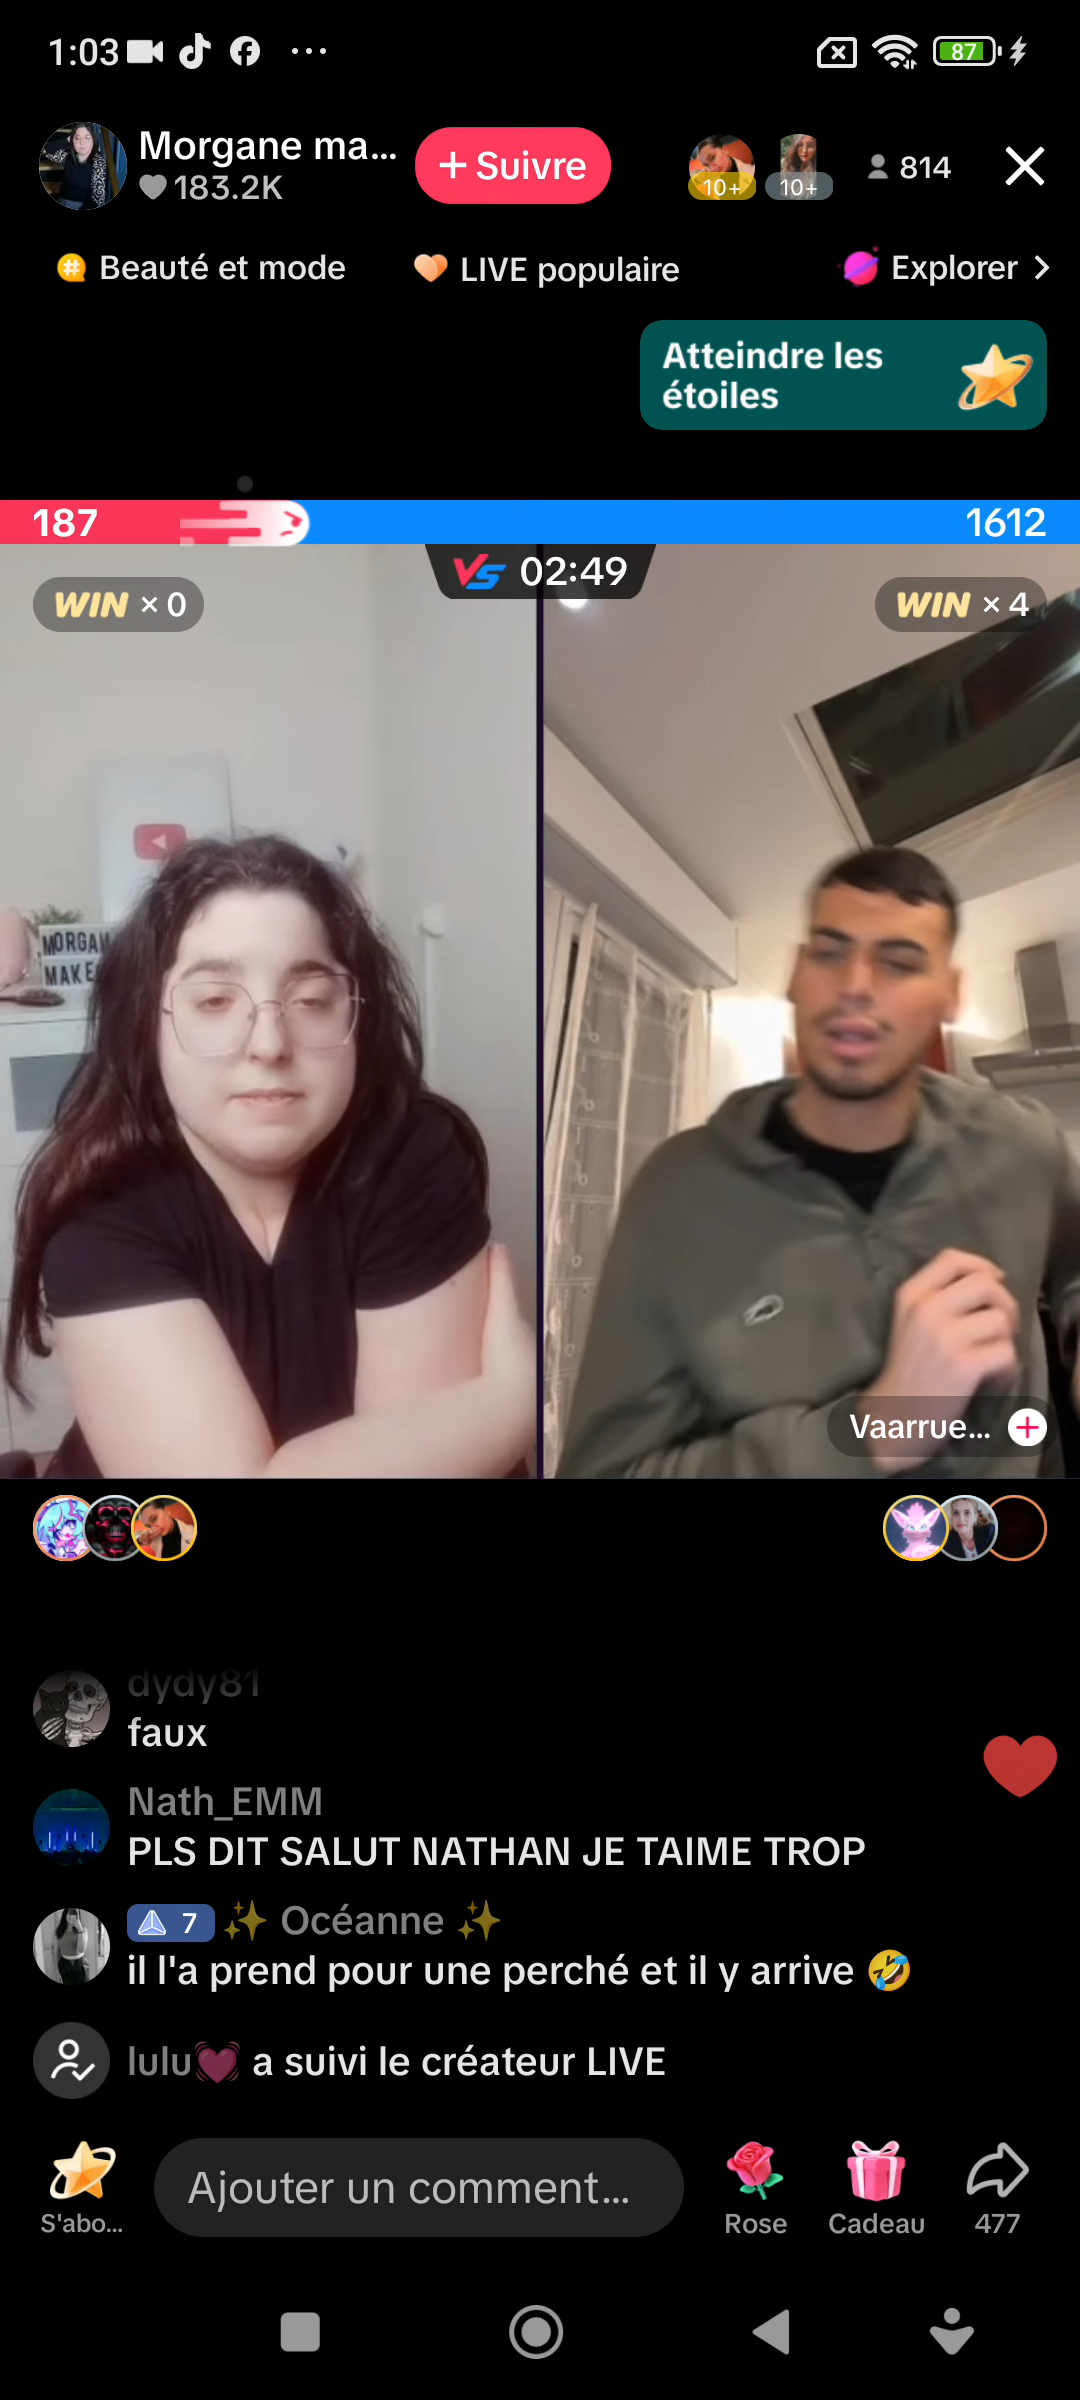 1:03
87
Morgane ma...
183.2K
+ Suivre
10+
10+
814
Beauté et mode
LIVE populaire
Explorer >
Atteindre les
étoiles
187
1612
VS 02:49
WIN × 0
WIN × 4
MORGAN
MAKE
Vaarrue...
dydy81
faux
Nath_EMM
PLS DIT SALUT NATHAN JE TAIME TROP
7 ✨ Océanne ✨
il l'a prend pour une perché et il y arrive 🤣
lulu💓 a suivi le créateur LIVE
S'abo...
Ajouter un comment...
Rose
Cadeau
477